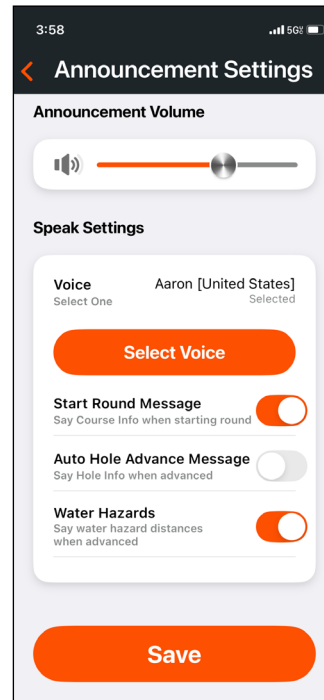 3:58 5G
Announcement Settings
Announcement Volume
Speak Settings
Voice Aaron [United States]
Select One Selected
Select Voice
Start Round Message
Say Course Info when starting round
Auto Hole Advance Message
Say Hole Info when advanced
Water Hazards
Say water hazard distances
when advanced
Save